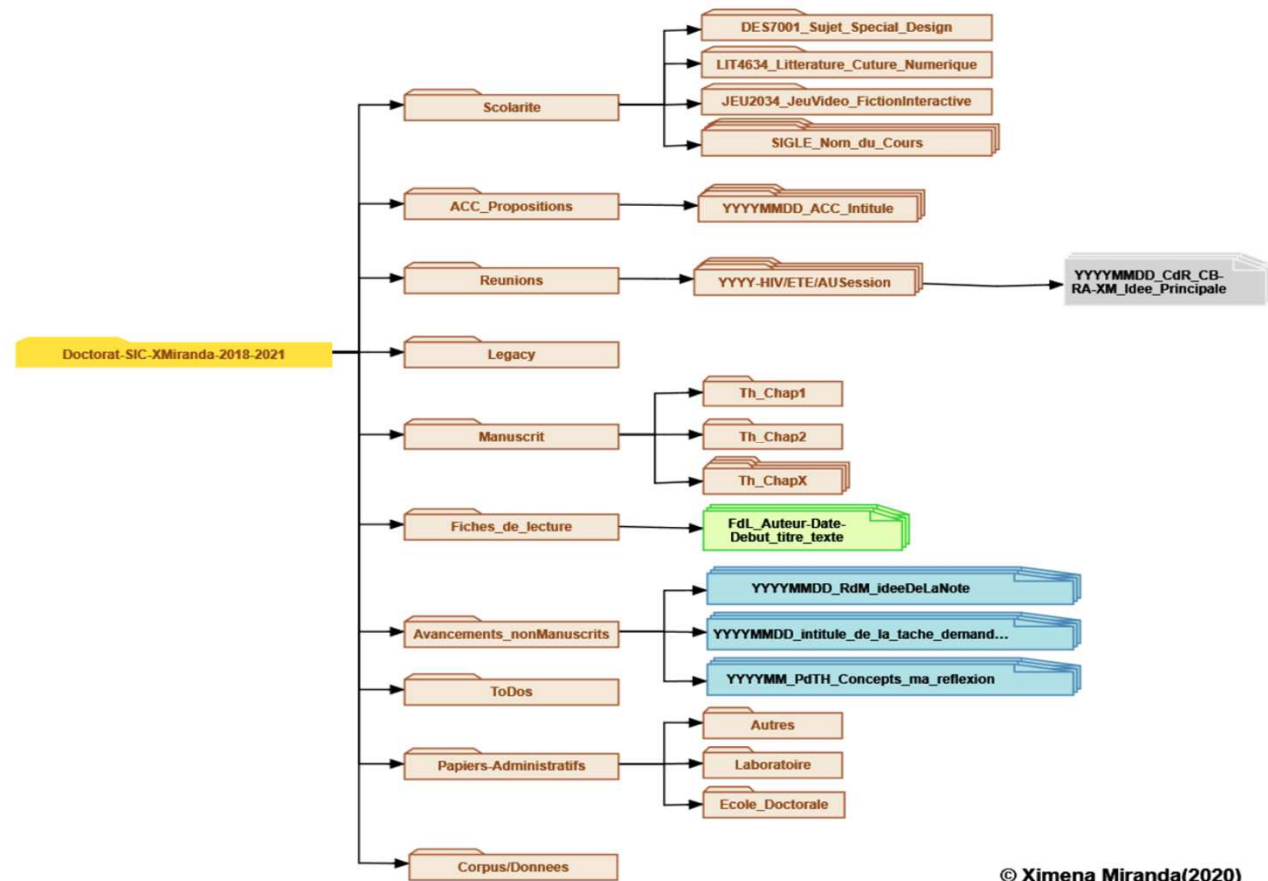 DES7001_Sujet_Special_Design
LIT4634_Litterature_Cuture_Numerique
Scolarite
JEU2034_JeuVideo_FictionInteractive
SIGLE_Nom_du_Cours
ACC_Propositions
YYYYMMDD_ACC_Intitule
Reunions
YYYY-HIV/ETE/AUSession
YYYYMMDD_CdR_CB-
RA-XM_Idee_Principale
Doctorat-SIC-XMiranda-2018-2021
Legacy
Th_Chap1
Manuscrit
Th_Chap2
Th_ChapX
Fiches_de_lecture
FdL_Auteur-Date-
Debut_titre_texte
YYYYMMDD_RdM_ideeDeLaNote
Avancements_nonManuscrits
YYYYMMDD_intitule_de_la_tache_demand...
YYYYMM_PdTH_Concepts_ma_reflexion
ToDos
Autres
Papiers-Administratifs
Laboratoire
Ecole_Doctorale
Corpus/Donnees
© Ximena Miranda(2020)